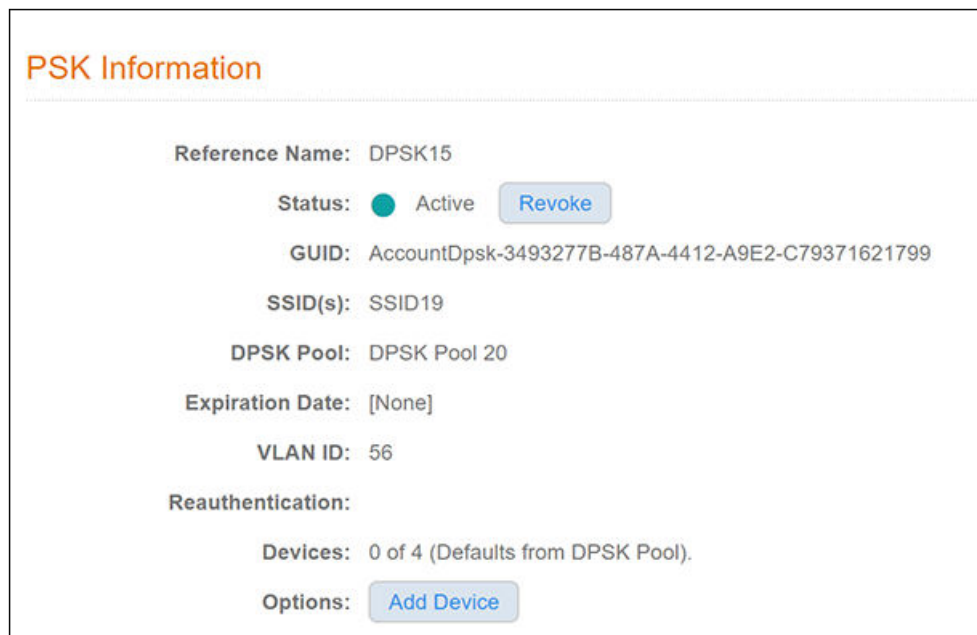 PSK Information
Reference Name: DPSK15
Status: Active Revoke
GUID: AccountDpsk-3493277B-487A-4412-A9E2-C79371621799
SSID(s): SSID19
DPSK Pool: DPSK Pool 20
Expiration Date: [None]
VLAN ID: 56
Reauthentication:
Devices: 0 of 4 (Defaults from DPSK Pool).
Options: Add Device